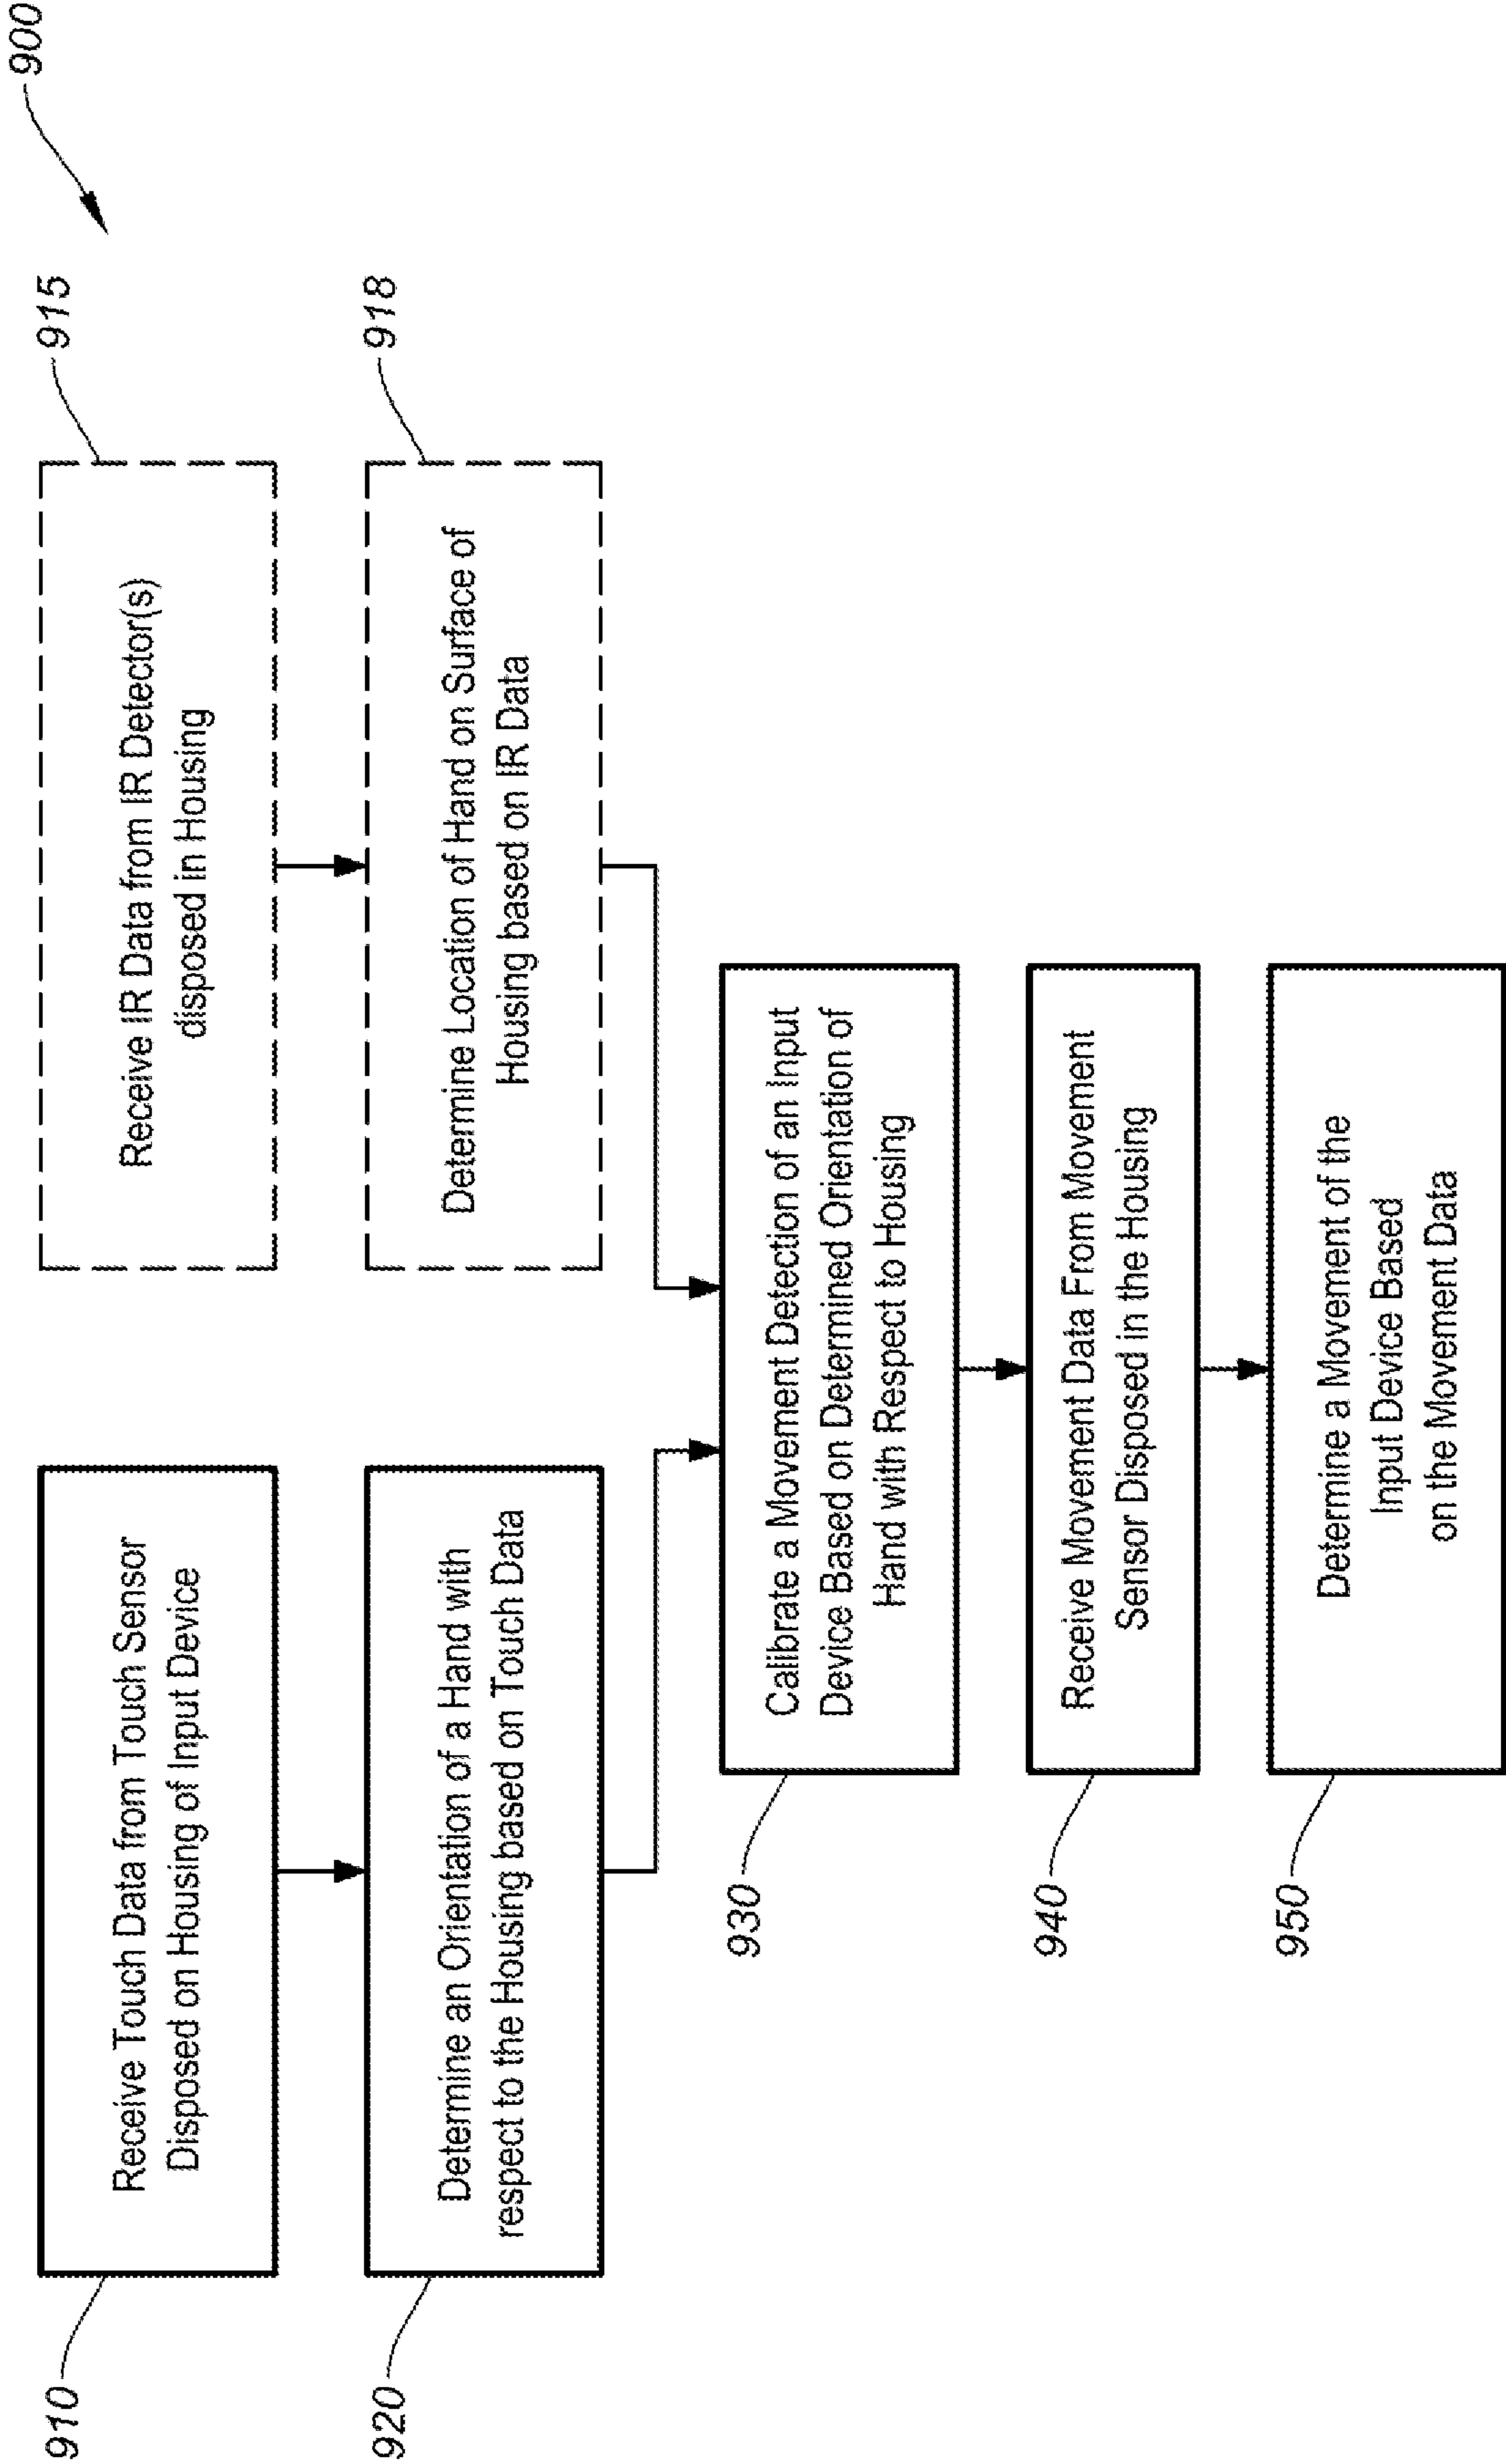 900
910
Receive Touch Data from Touch Sensor
Disposed on Housing of Input Device
915
Receive IR Data from IR Detector(s)
disposed in Housing
920
Determine an Orientation of a Hand with
respect to the Housing based on Touch Data
918
Determine Location of Hand on Surface of
Housing based on IR Data
930
Calibrate a Movement Detection of an Input
Device Based on Determined Orientation of
Hand with Respect to Housing
940
Receive Movement Data From Movement
Sensor Disposed in the Housing
950
Determine a Movement of the
Input Device Based
on the Movement Data